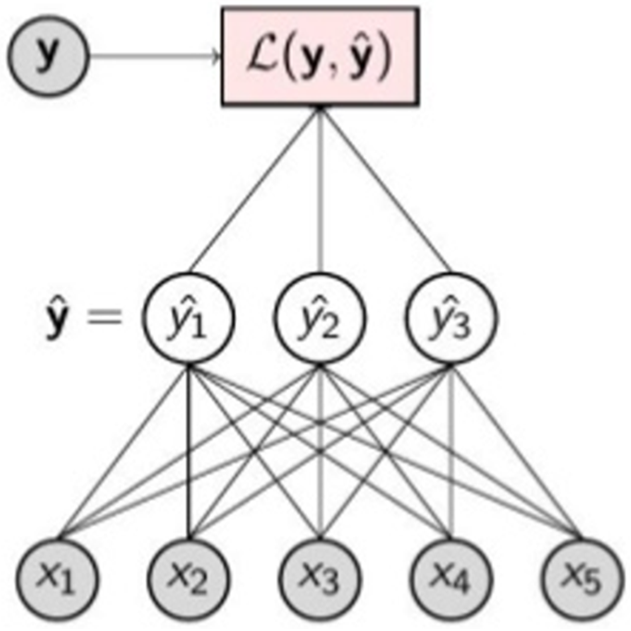 y
ℒ(y, ŷ)
ŷ = ŷ₁ ŷ₂ ŷ₃
x₁ x₂ x₃ x₄ x₅